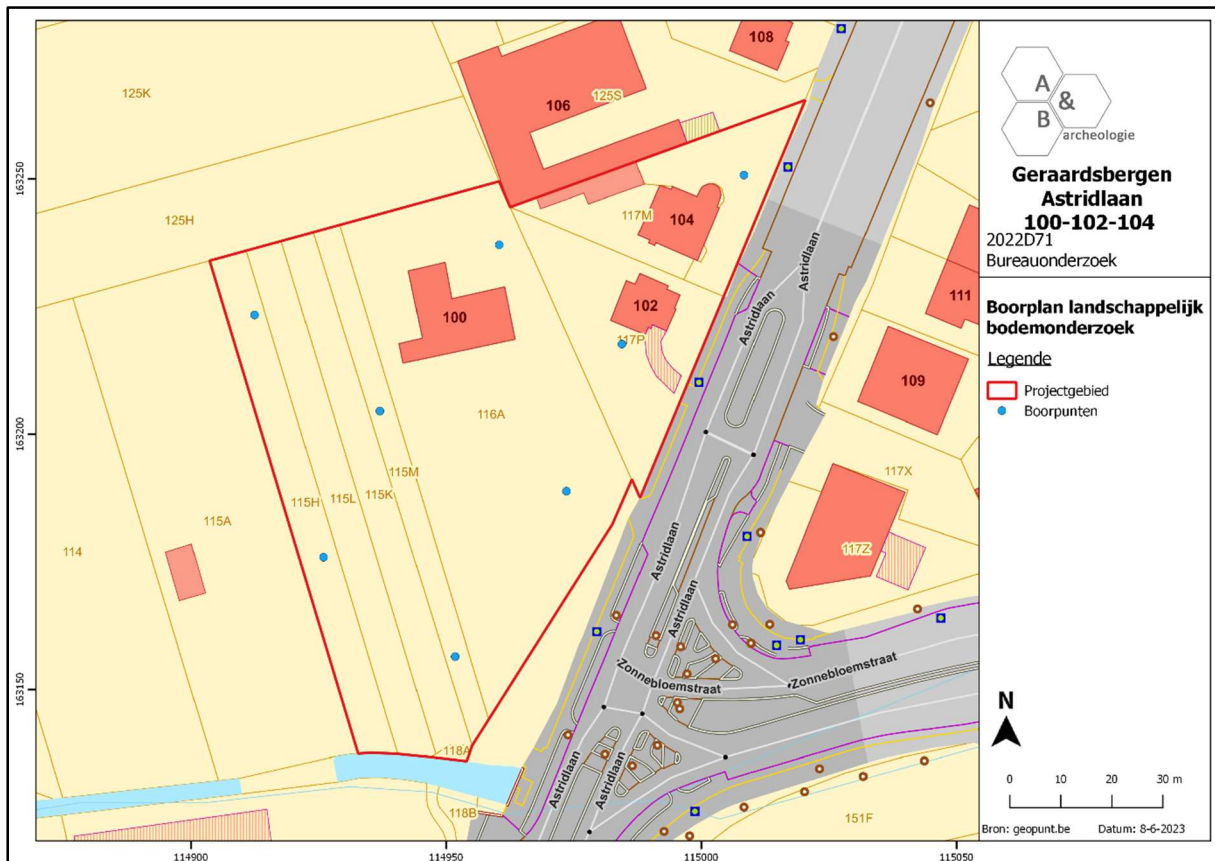 125K
125H
125S
106
108
117M
104
102
117P
100
116A
115M
115K
115L
115H
115A
114
118A
118B
111
109
117X
117Z
151F
Astridlaan
Astridlaan
Astridlaan
Astridlaan
Zonnebloemstraat
Zonnebloemstraat
Astridlaan
Astridlaan
163250
163200
163150
114900
114950
115000
115050
A
&
B
archeologie
Geraardsbergen
Astridlaan
100-102-104
2022D71
Bureauonderzoek
Boorplan landschappelijk
bodemonderzoek
Legende
Projectgebied
Boorpunten
N
0 10 20 30 m
Bron: geopunt.be Datum: 8-6-2023